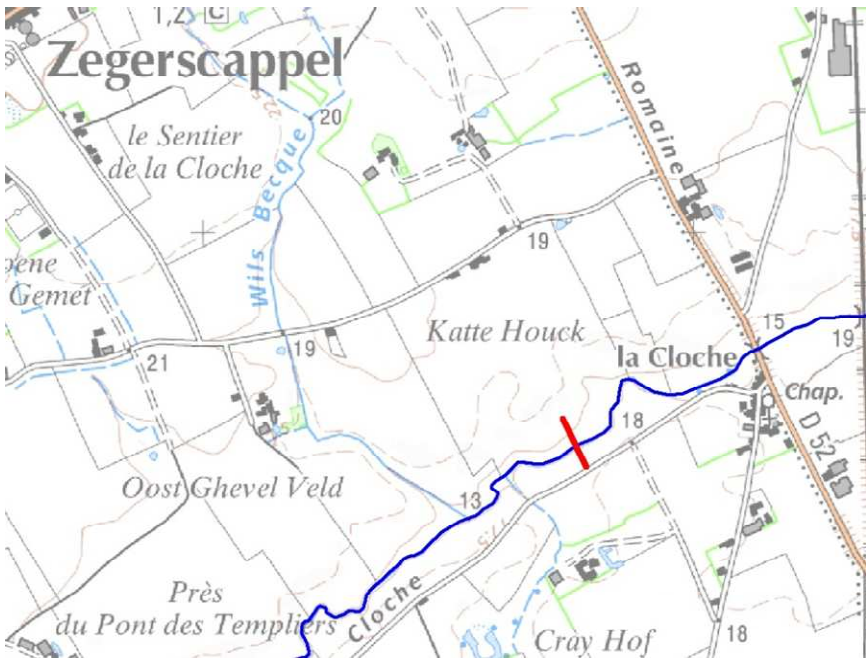 1,2 C
Zegerscappel
Romaine
20
le Sentier
de la Cloche
Wils Becque
19
Gemet
Katte Houck
15
19
21
19
la Cloche
Chap.
18
D 52
Oost Ghevel Veld
13
17,5
Près
du Pont des Templiers
Cloche
Cray Hof
18